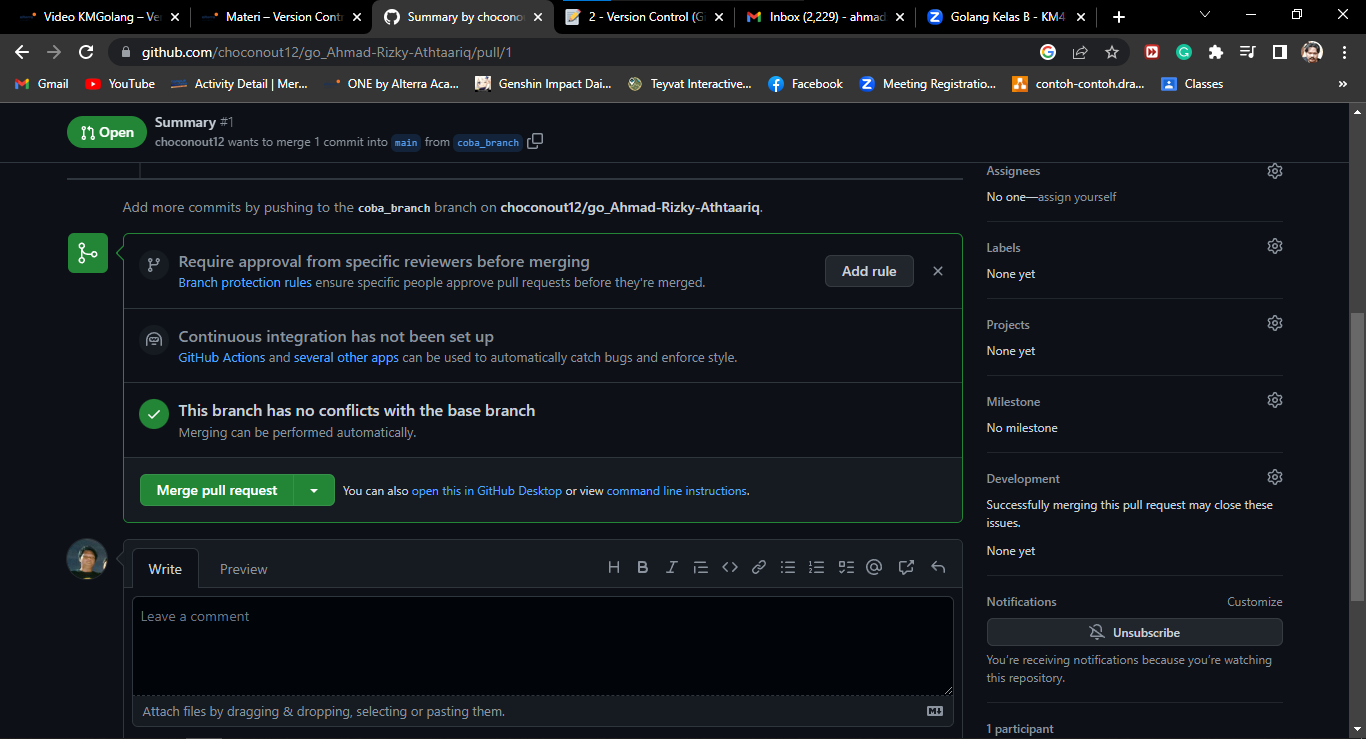 Video KMGolang – Ve
Materi – Version Contr
Summary by chocono
2 - Version Control (G
Inbox (2,229) - ahmad
Golang Kelas B - KM4
github.com/choconout12/go_Ahmad-Rizky-Athtaariq/pull/1
Gmail
YouTube
Activity Detail | Mer...
ONE by Alterra Aca...
Genshin Impact Dai...
Teyvat Interactive...
Facebook
Meeting Registratio...
contoh-contoh.dra...
Classes
»
Open
Summary #1
choconout12 wants to merge 1 commit into main from coba_branch
Add more commits by pushing to the coba_branch branch on choconout12/go_Ahmad-Rizky-Athtaariq.
Require approval from specific reviewers before merging
Branch protection rules ensure specific people approve pull requests before they're merged.
Add rule
Continuous integration has not been set up
GitHub Actions and several other apps can be used to automatically catch bugs and enforce style.
This branch has no conflicts with the base branch
Merging can be performed automatically.
Merge pull request
You can also open this in GitHub Desktop or view command line instructions.
Write
Preview
Leave a comment
Attach files by dragging & dropping, selecting or pasting them.
Assignees
No one—assign yourself
Labels
None yet
Projects
None yet
Milestone
No milestone
Development
Successfully merging this pull request may close these
issues.
None yet
Notifications
Customize
Unsubscribe
You're receiving notifications because you're watching
this repository.
1 participant